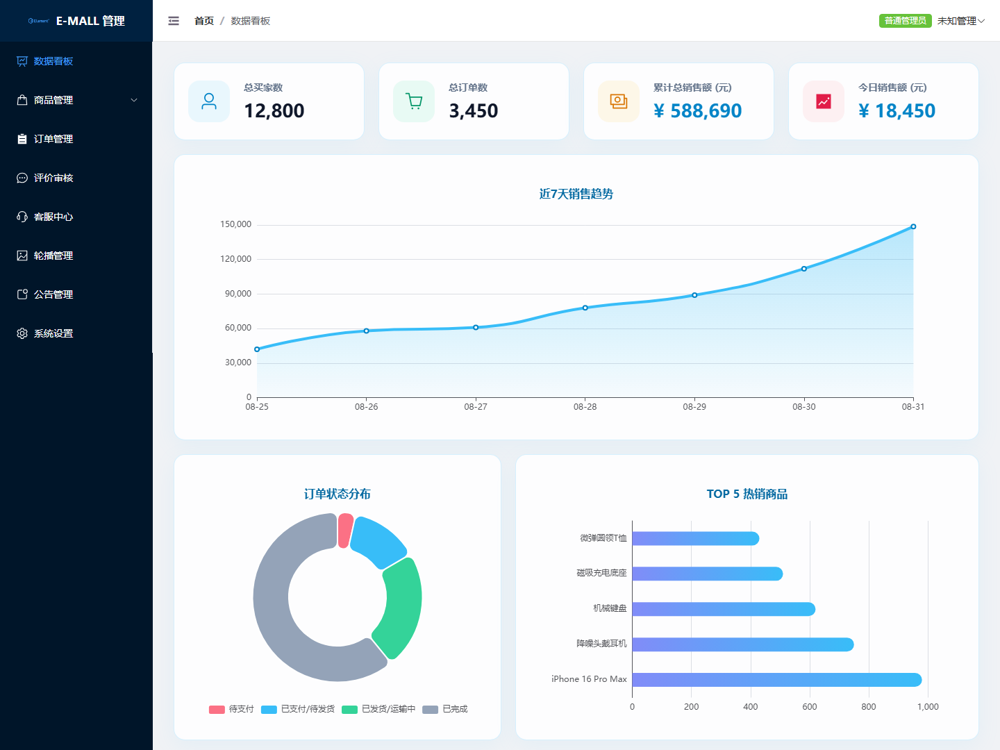 ELement
E-MALL 管理
首页 / 数据看板
普通管理员 未知管理
数据看板
商品管理
订单管理
评价审核
客服中心
轮播管理
公告管理
系统设置
总买家数
12,800
总订单数
3,450
累计总销售额 (元)
¥ 588,690
今日销售额 (元)
¥ 18,450
近7天销售趋势
150,000
120,000
90,000
60,000
30,000
0
08-25 08-26 08-27 08-28 08-29 08-30 08-31
订单状态分布
待支付 已支付/待发货 已发货/运输中 已完成
TOP 5 热销商品
微弹圆领T恤
磁吸充电底座
机械键盘
降噪头戴耳机
iPhone 16 Pro Max
0 200 400 600 800 1,000